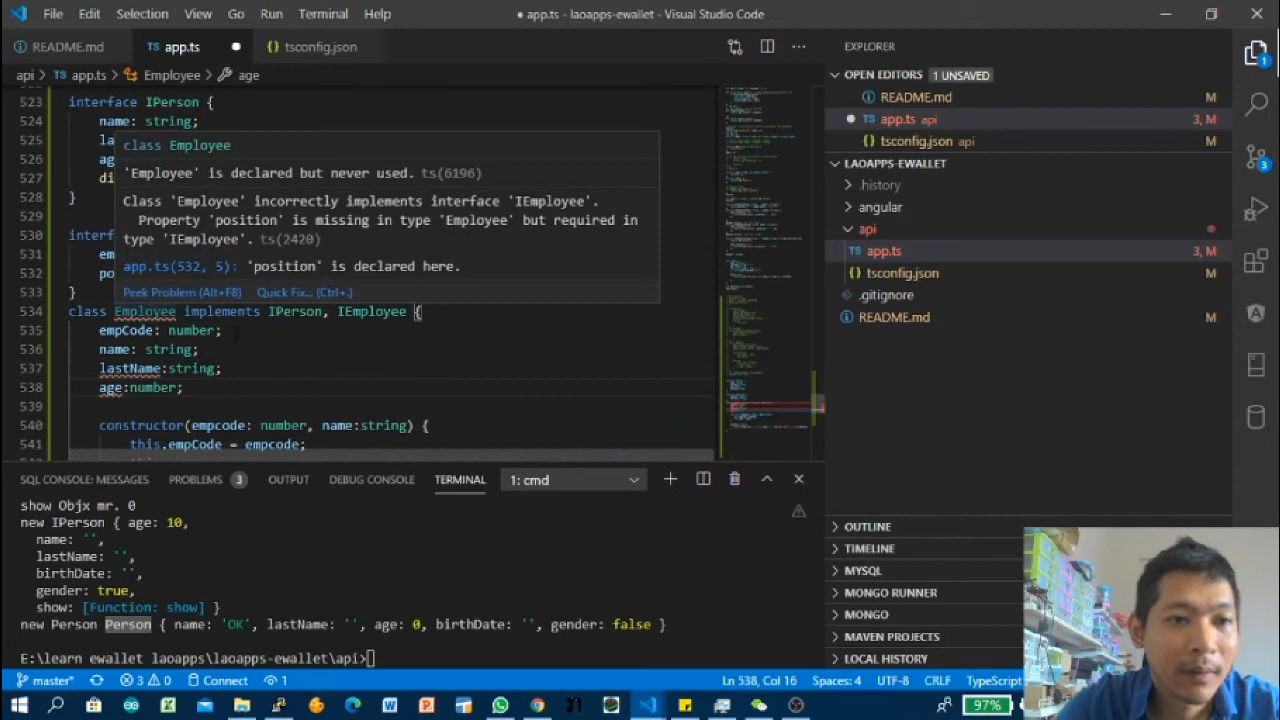 File Edit Selection View Go Run Terminal Help
● app.ts - laoapps-ewallet - Visual Studio Code
README.md TS app.ts ● {} tsconfig.json
api > TS app.ts > Employee > age
523 interface IPerson {
524 name: string;
525 la
526 ag
527 di
528 }
529
530 interf
531 em
532 po
533 }
class Employee
'Employee' is declared but never used. ts(6196)
Class 'Employee' incorrectly implements interface 'IEmployee'.
Property 'position' is missing in type 'Employee' but required in
type 'IEmployee'. ts(2420)
app.ts(532, 5): 'position' is declared here.
Peek Problem (Alt+F8) Quick Fix... (Ctrl+.)
534 class Employee implements IPerson, IEmployee {
535 empCode: number;
536 name: string;
537 lastName:string;
538 age:number;
539
540 constructor(empcode: number, name:string) {
541 this.empCode = empcode;
SQL CONSOLE: MESSAGES PROBLEMS 3 OUTPUT DEBUG CONSOLE TERMINAL 1: cmd
show Objx mr. 0
new IPerson { age: 10,
name: '',
lastName: '',
birthDate: '',
gender: true,
show: [Function: show] }
new Person Person { name: 'OK', lastName: '', age: 0, birthDate: '', gender: false }
E:\learn ewallet laoapps\laoapps-ewallet\api>
EXPLORER
OPEN EDITORS 1 UNSAVED
README.md M
app.ts api 3, M
{} tsconfig.json api M
LAOAPPS-EWALLET
.history
angular
api
TS app.ts 3, M
{} tsconfig.json M
.gitignore
README.md M
OUTLINE
TIMELINE
MYSQL
MONGO RUNNER
MONGO
MAVEN PROJECTS
LOCAL HISTORY
1
3
master* 3 0 Connect 1 Ln 538, Col 16 Spaces: 4 UTF-8 CRLF TypeScript
97%